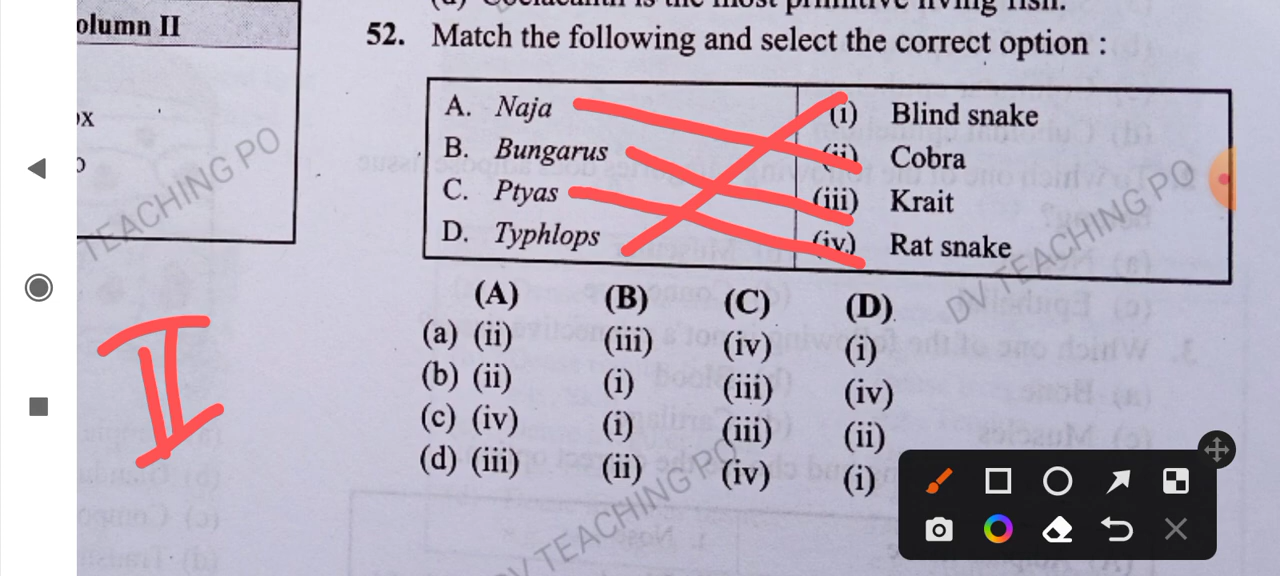 olumn II
52. Match the following and select the correct option :
A. Naja (i) Blind snake
B. Bungarus (ii) Cobra
C. Ptyas (iii) Krait
D. Typhlops (iv) Rat snake
(A) (B) (C) (D)
(a) (ii) (iii) (iv) (i)
(b) (ii) (i) (iii) (iv)
(c) (iv) (i) (iii) (ii)
(d) (iii) (ii) (iv) (i)
II
TEACHING PO
DV TEACHING PO
TEACHING PO